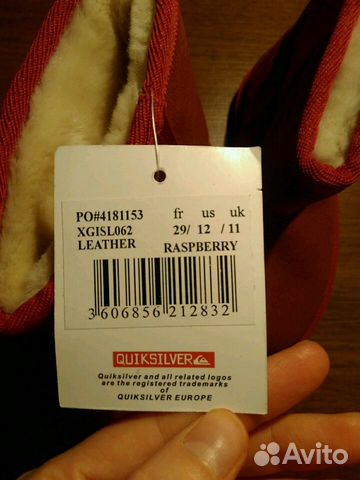 PO#4181153 fr us uk
XGISL062 29/ 12 / 11
LEATHER RASPBERRY
3 606856 212832
QUIKSILVER
Quiksilver and all related logos
are the registered trademarks of
QUIKSILVER EUROPE
Avito